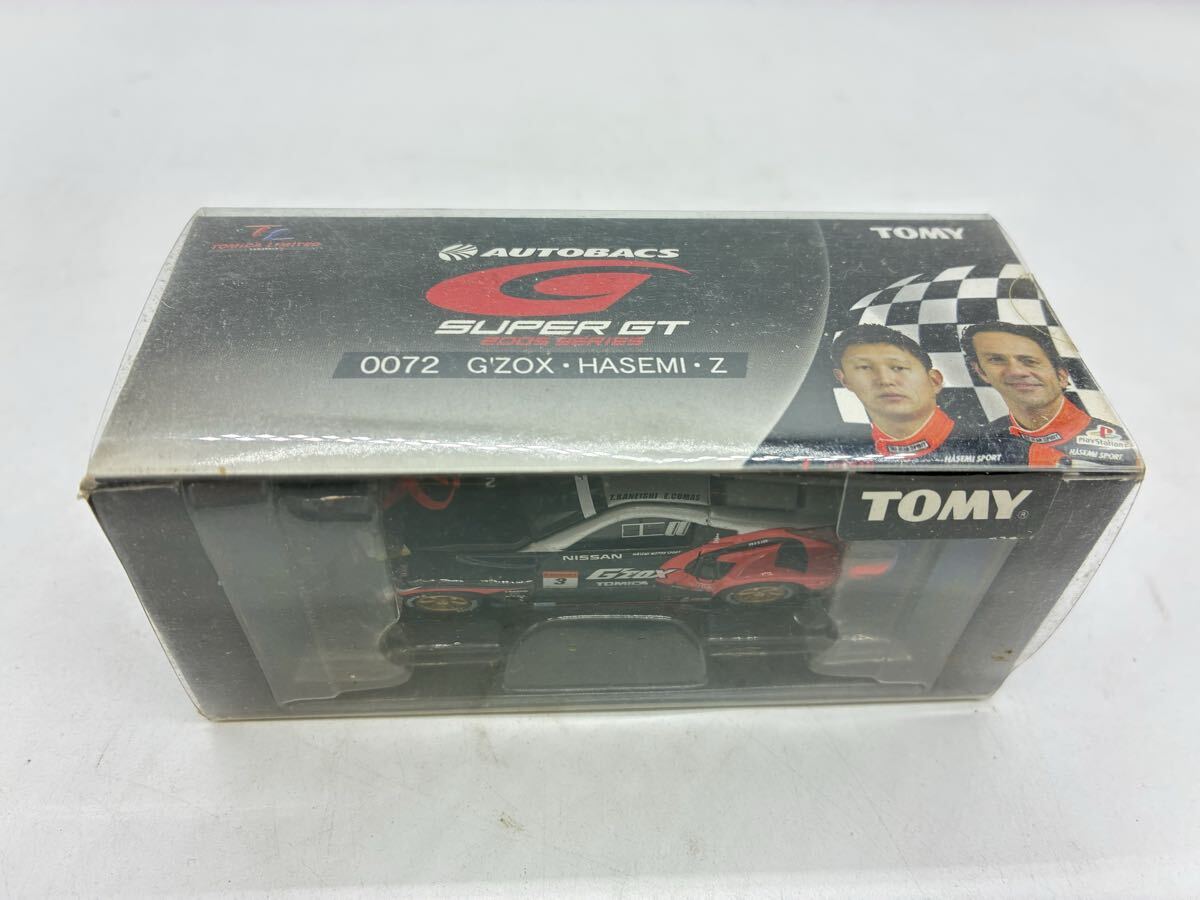 TOMICA LIMITED
TOMY
AUTOBACS
SUPER GT
2005 SERIES
0072 G'ZOX・HASEMI・Z
PlayStation
HASEMI SPORT
HASEMI SPORT
TOMY®
T.KANEISHI E.COMAS
NISSAN
3
G'ZOX
TOMICA